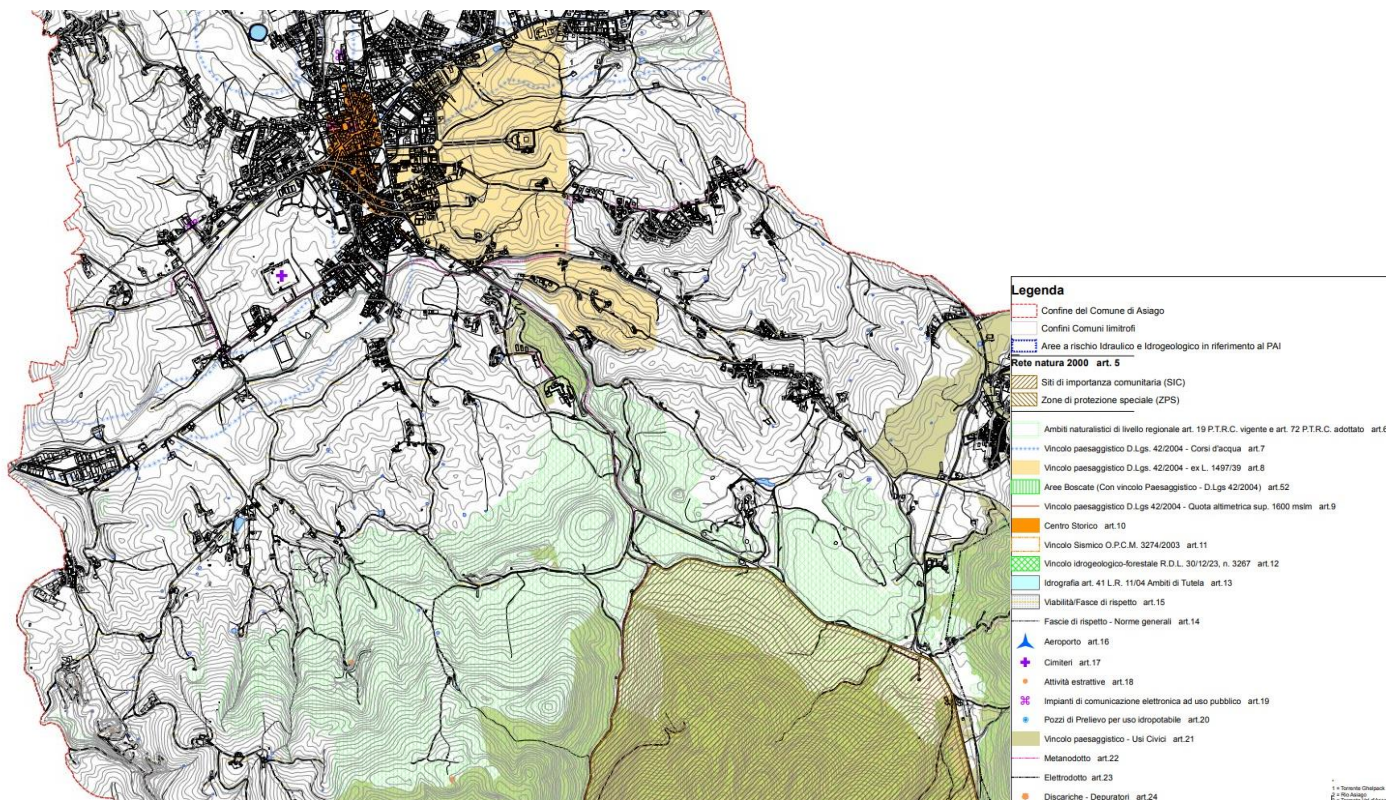 Legenda
Confine del Comune di Asiago
Confini Comuni limitrofi
Aree a rischio Idraulico e Idrogeologico in riferimento al PAI
Rete natura 2000 art. 5
Siti di importanza comunitaria (SIC)
Zone di protezione speciale (ZPS)
Ambiti naturalistici di livello regionale art. 19 P.T.R.C. vigente e art. 72 P.T.R.C. adottato art.6
Vincolo paesaggistico D.Lgs. 42/2004 - Corsi d'acqua art.7
Vincolo paesaggistico D.Lgs. 42/2004 - ex L. 1497/39 art.8
Aree Boscate (Con vincolo Paesaggistico - D.Lgs 42/2004) art.52
Vincolo paesaggistico D.Lgs 42/2004 - Quota altimetrica sup. 1600 mslm art.9
Centro Storico art.10
Vincolo Sismico O.P.C.M. 3274/2003 art.11
Vincolo idrogeologico-forestale R.D.L. 30/12/23, n. 3267 art.12
Idrografia art. 41 L.R. 11/04 Ambiti di Tutela art.13
Viabilità/Fasce di rispetto art.15
Fascie di rispetto - Norme generali art.14
Aeroporto art.16
Cimiteri art.17
Attività estrattive art.18
Impianti di comunicazione elettronica ad uso pubblico art.19
Pozzi di Prelievo per uso idropotabile art.20
Vincolo paesaggistico - Usi Civici art.21
Metanodotto art.22
Elettrodotto art.23
Discariche - Depuratori art.24
1 = Torrente Ghelpack
2 = Rio Asiago